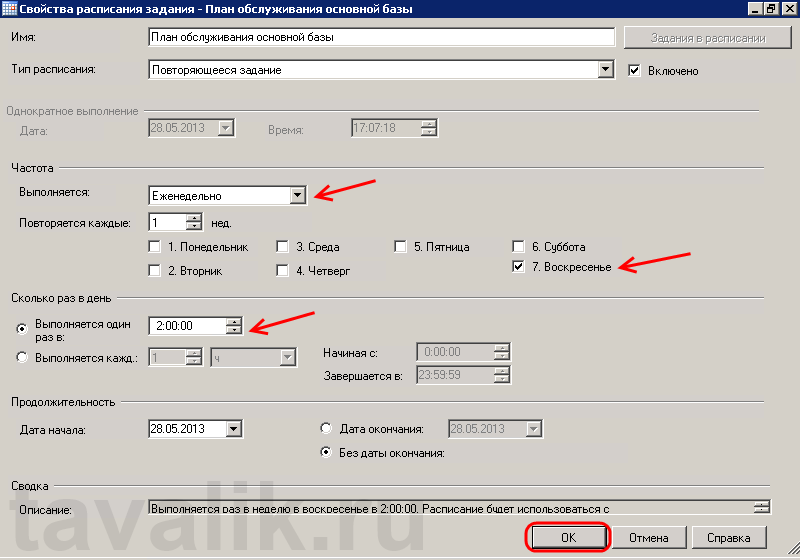 Свойства расписания задания - План обслуживания основной базы
Имя: План обслуживания основной базы Задания в расписании
Тип расписания: Повторяющееся задание Включено
Однократное выполнение
Дата: 28.05.2013 Время: 17:07:18
Частота
Выполняется: Еженедельно
Повторяется каждые: 1 нед.
1. Понедельник 3. Среда 5. Пятница 6. Суббота
2. Вторник 4. Четверг 7. Воскресенье
Сколько раз в день
Выполняется один раз в: 2:00:00
Выполняется кажд.: 1 ч Начиная с: 0:00:00
Завершается в: 23:59:59
Продолжительность
Дата начала: 28.05.2013 Дата окончания: 28.05.2013
Без даты окончания:
Сводка
Описание: Выполняется раз в неделю в воскресенье в 2:00:00. Расписание будет использоваться с
tavalik.ru
OK Отмена Справка